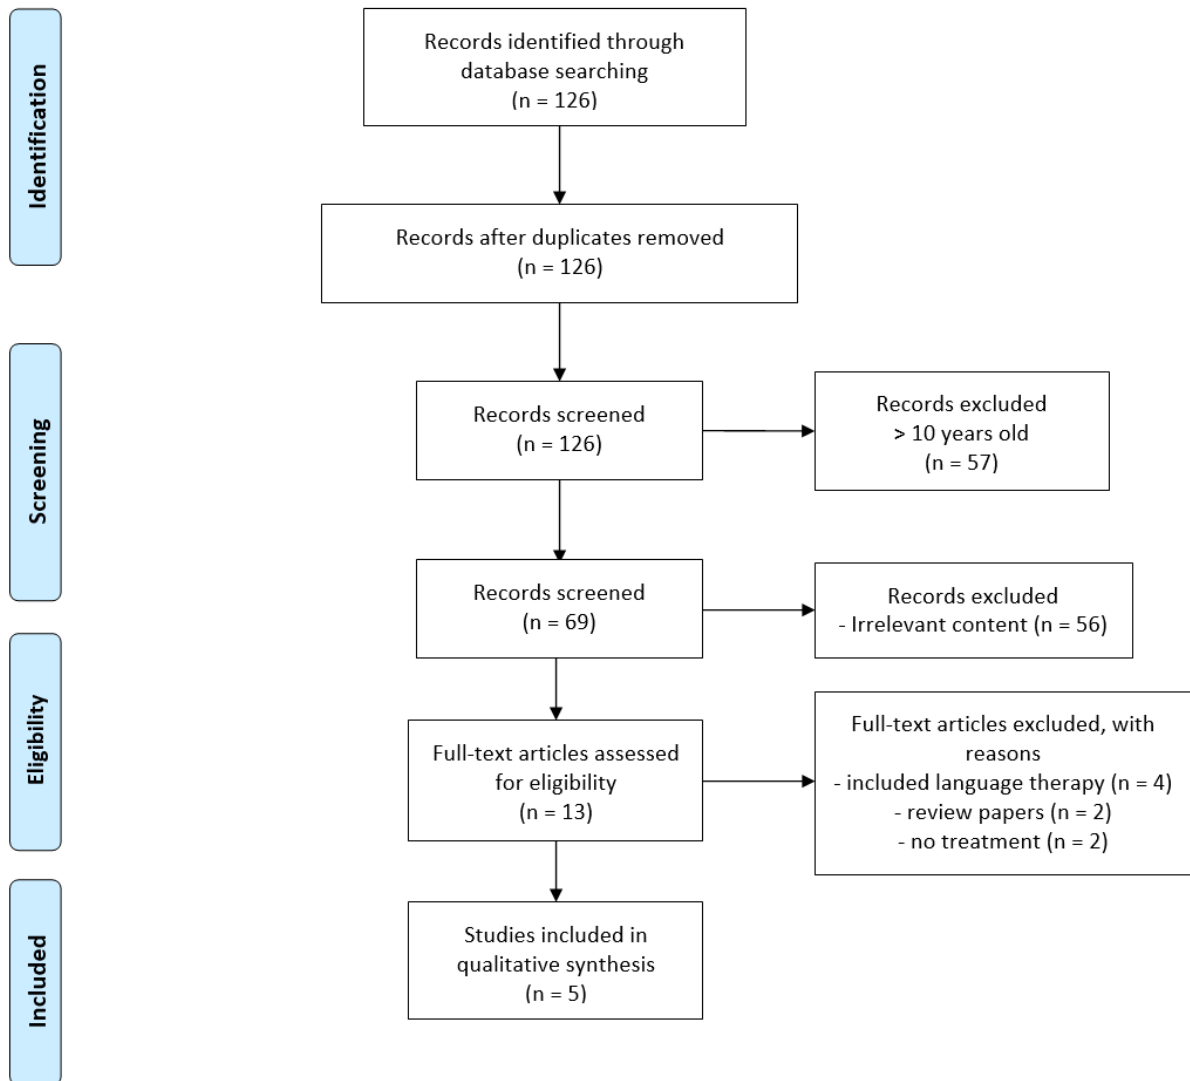 Identification
Records identified through
database searching
(n = 126)
Records after duplicates removed
(n = 126)
Screening
Records screened
(n = 126)
Records excluded
> 10 years old
(n = 57)
Records screened
(n = 69)
Records excluded
- Irrelevant content (n = 56)
Eligibility
Full-text articles assessed
for eligibility
(n = 13)
Full-text articles excluded, with
reasons
- included language therapy (n = 4)
- review papers (n = 2)
- no treatment (n = 2)
Included
Studies included in
qualitative synthesis
(n = 5)